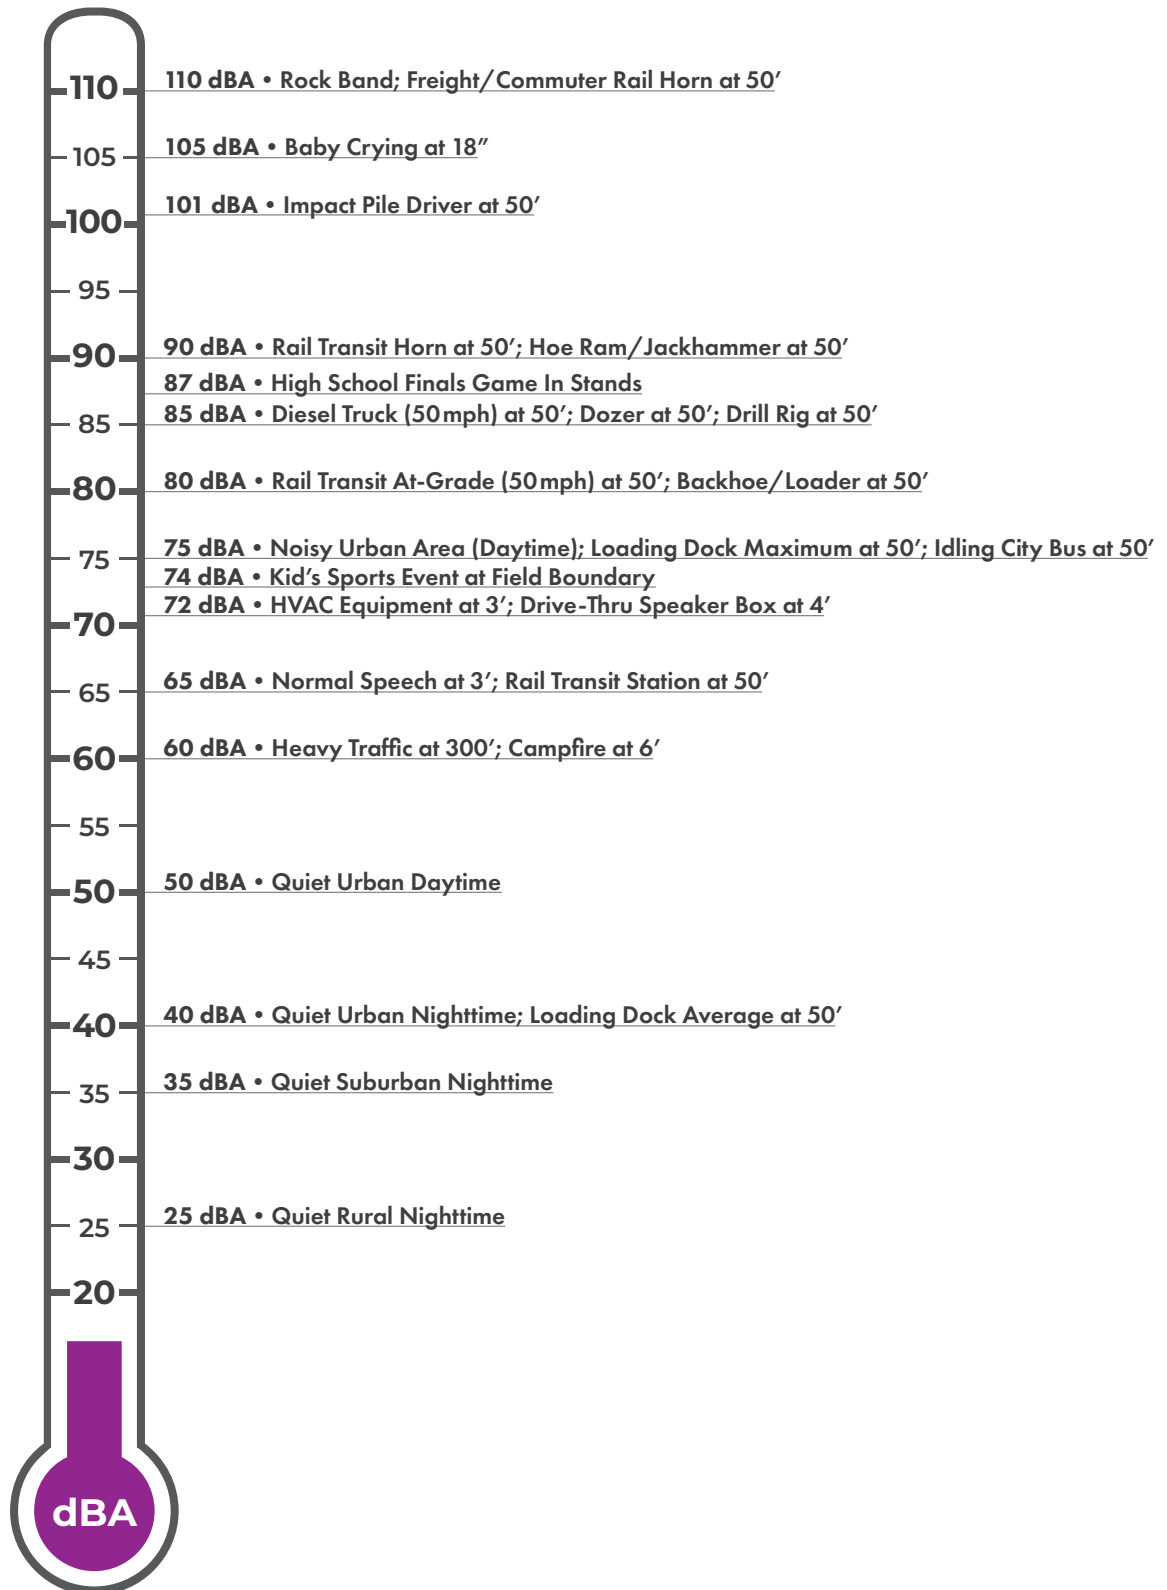 110
110 dBA • Rock Band; Freight/Commuter Rail Horn at 50′
105
105 dBA • Baby Crying at 18″
101 dBA • Impact Pile Driver at 50′
100
95
90
90 dBA • Rail Transit Horn at 50′; Hoe Ram/Jackhammer at 50′
87 dBA • High School Finals Game In Stands
85
85 dBA • Diesel Truck (50 mph) at 50′; Dozer at 50′; Drill Rig at 50′
80
80 dBA • Rail Transit At-Grade (50 mph) at 50′; Backhoe/Loader at 50′
75
75 dBA • Noisy Urban Area (Daytime); Loading Dock Maximum at 50′; Idling City Bus at 50′
74 dBA • Kid’s Sports Event at Field Boundary
72 dBA • HVAC Equipment at 3′; Drive-Thru Speaker Box at 4′
70
65
65 dBA • Normal Speech at 3′; Rail Transit Station at 50′
60
60 dBA • Heavy Traffic at 300′; Campfire at 6′
55
50
50 dBA • Quiet Urban Daytime
45
40
40 dBA • Quiet Urban Nighttime; Loading Dock Average at 50′
35
35 dBA • Quiet Suburban Nighttime
30
25
25 dBA • Quiet Rural Nighttime
20
dBA